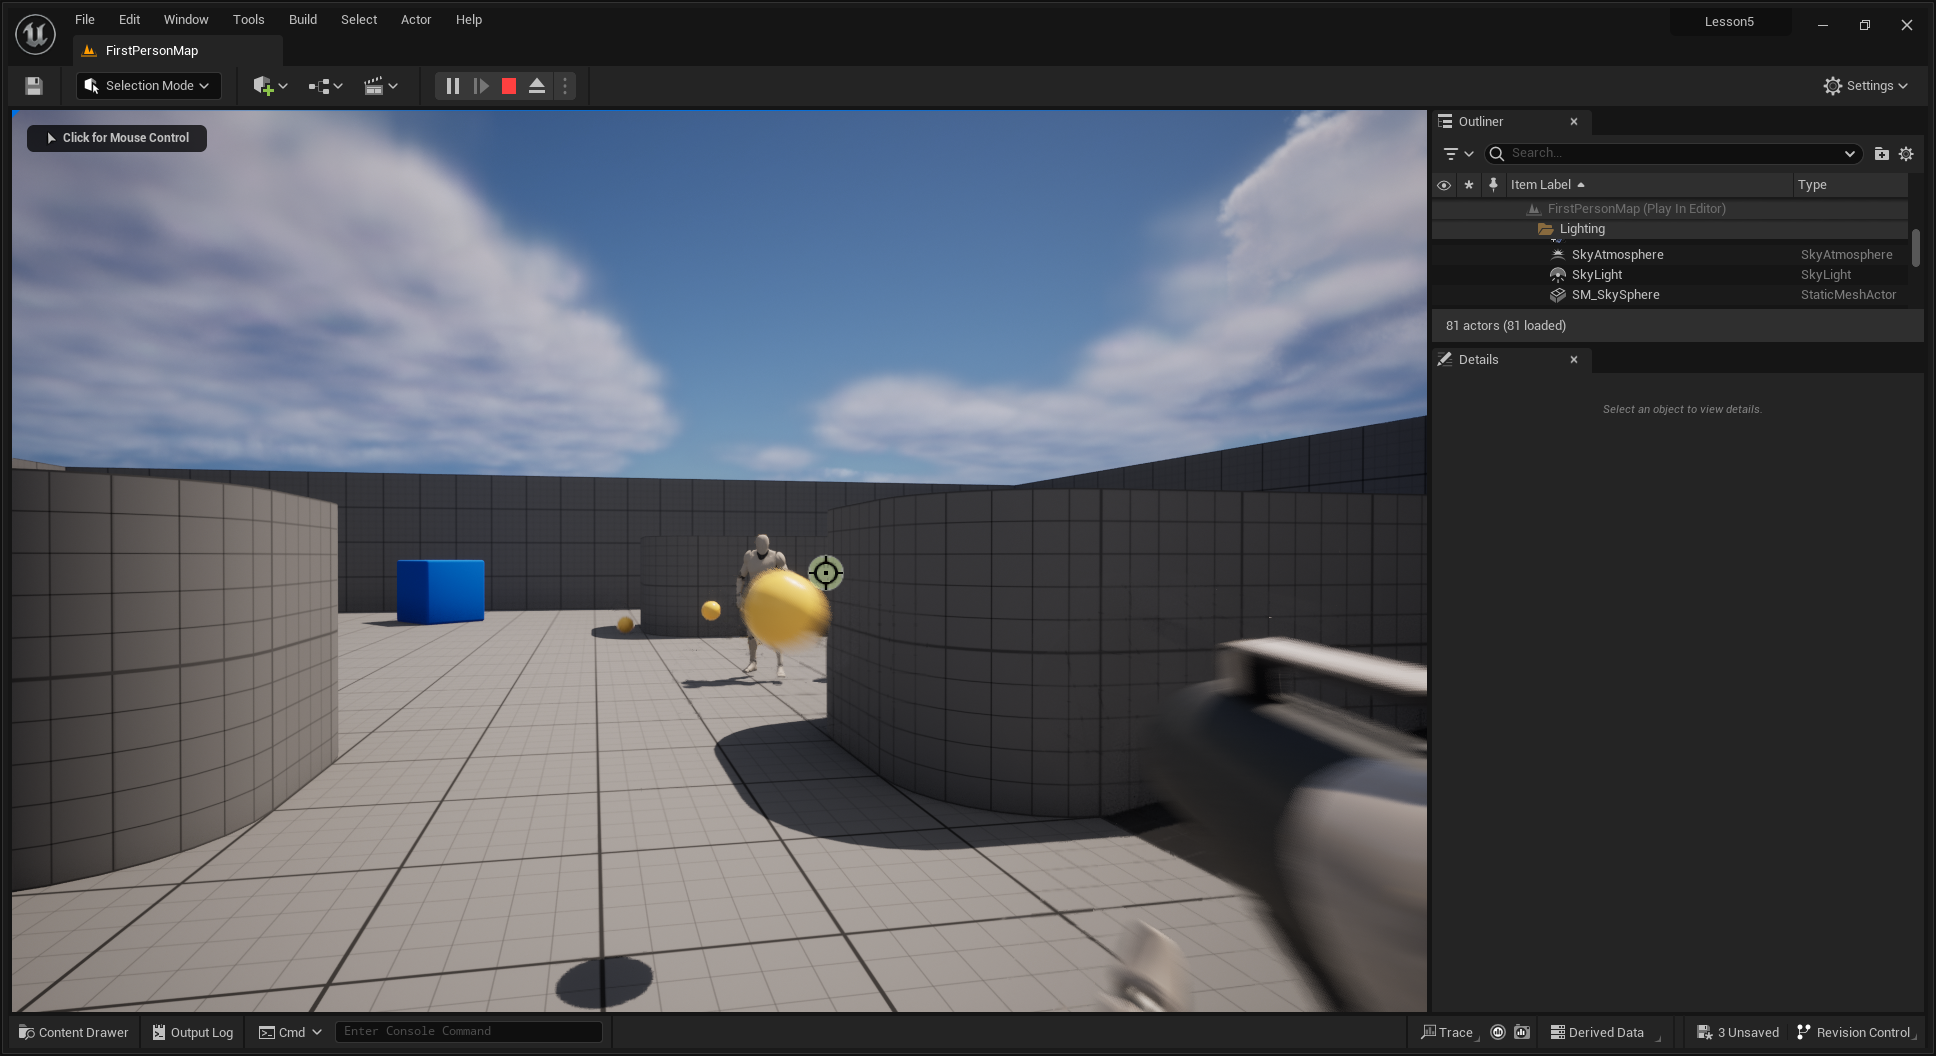 File Edit Window Tools Build Select Actor Help
Lesson5
FirstPersonMap
Selection Mode
Settings
Click for Mouse Control
Outliner
Search...
Item Label Type
FirstPersonMap (Play In Editor)
Lighting
SkyAtmosphere SkyAtmosphere
SkyLight SkyLight
SM_SkySphere StaticMeshActor
81 actors (81 loaded)
Details
Select an object to view details.
Content Drawer Output Log Cmd Enter Console Command Trace Derived Data 3 Unsaved Revision Control